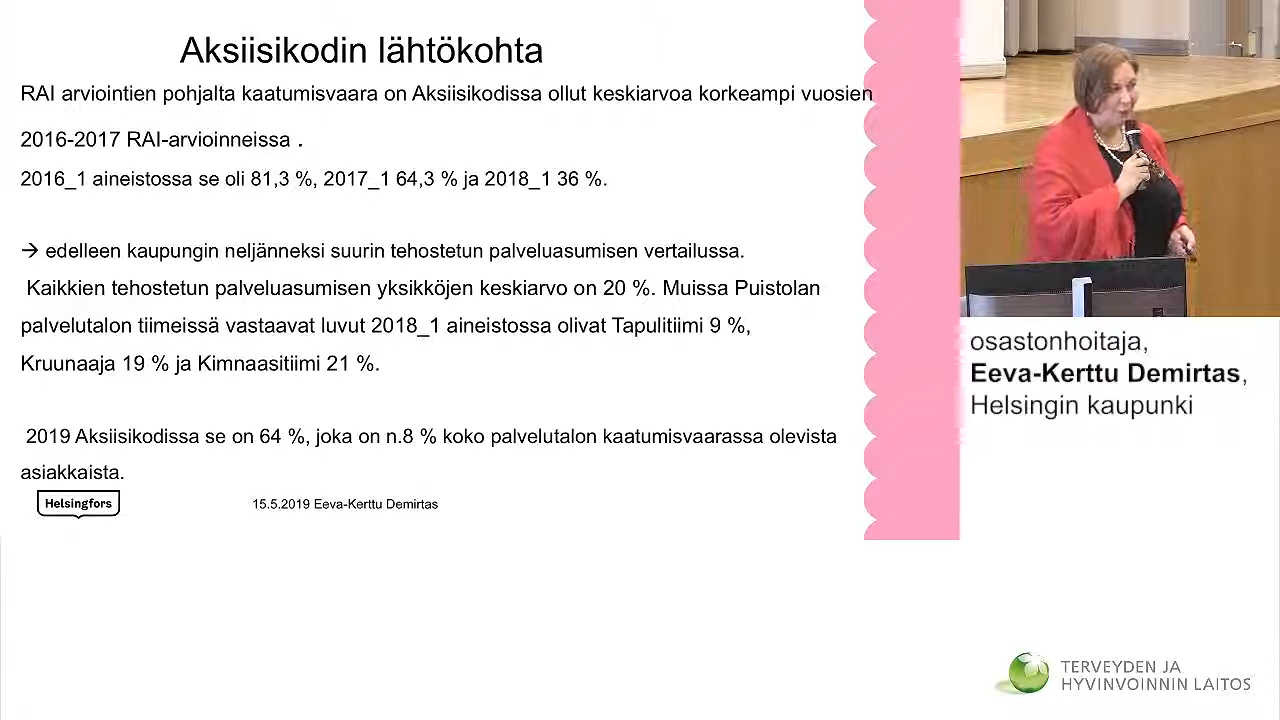 Aksiisikodin lähtökohta
RAI arviointien pohjalta kaatumisvaara on Aksiisikodissa ollut keskiarvoa korkeampi vuosien
2016-2017 RAI-arvioinneissa .
2016_1 aineistossa se oli 81,3 %, 2017_1 64,3 % ja 2018_1 36 %.
→ edelleen kaupungin neljänneksi suurin tehostetun palveluasumisen vertailussa.
Kaikkien tehostetun palveluasumisen yksikköjen keskiarvo on 20 %. Muissa Puistolan
palvelutalon tiimeissä vastaavat luvut 2018_1 aineistossa olivat Tapulitiimi 9 %,
Kruunaaja 19 % ja Kimnaasitiimi 21 %.
2019 Aksiisikodissa se on 64 %, joka on n.8 % koko palvelutalon kaatumisvaarassa olevista
asiakkaista.
Helsingfors
15.5.2019 Eeva-Kerttu Demirtas
osastonhoitaja,
Eeva-Kerttu Demirtas,
Helsingin kaupunki
TERVEYDEN JA
HYVINVOINNIN LAITOS